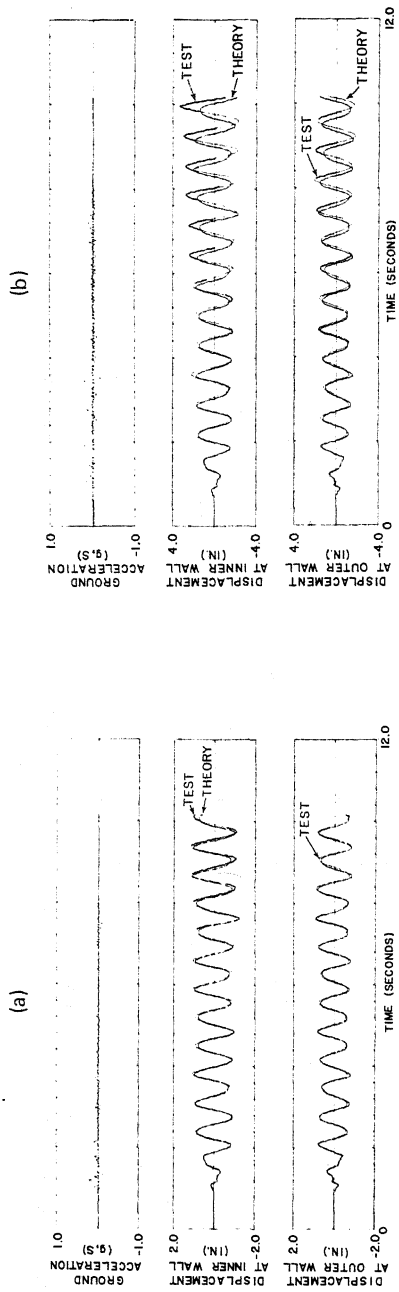 (a)
1.0
-1.0
GROUND
ACCELERATION
(g,S)
2.0
-2.0
DISPLACEMENT
AT INNER WALL
(IN.)
TEST
THEORY
2.0
-2.0
DISPLACEMENT
AT OUTER WALL
(IN.)
TEST
0
12.0
TIME (SECONDS)
(b)
1.0
-1.0
GROUND
ACCELERATION
(g,S)
4.0
-4.0
DISPLACEMENT
AT INNER WALL
(IN.)
TEST
THEORY
4.0
-4.0
DISPLACEMENT
AT OUTER WALL
(IN.)
TEST
THEORY
0
12.0
TIME (SECONDS)